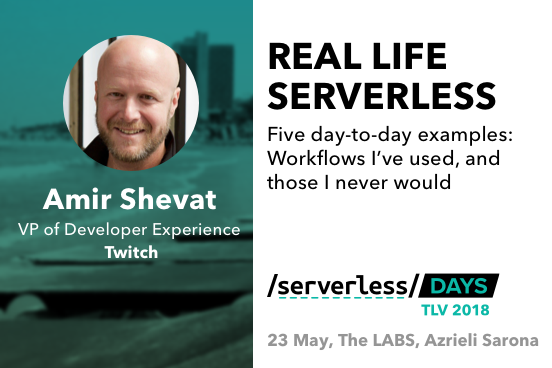 REAL LIFE
SERVERLESS
Five day-to-day examples:
Workflows I’ve used, and
those I never would
Amir Shevat
VP of Developer Experience
Twitch
/serverless/ DAYS
TLV 2018
23 May, The LABS, Azrieli Sarona